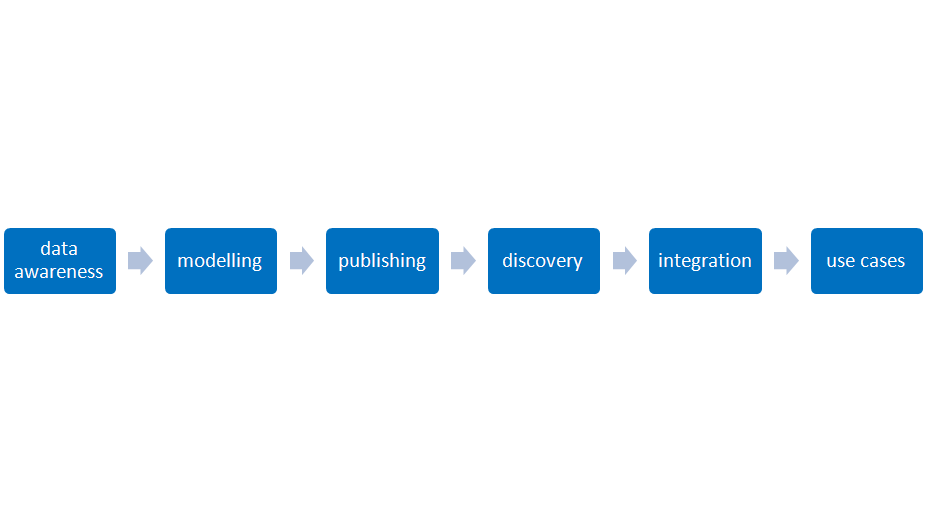 data
awareness
modelling
publishing
discovery
integration
use cases